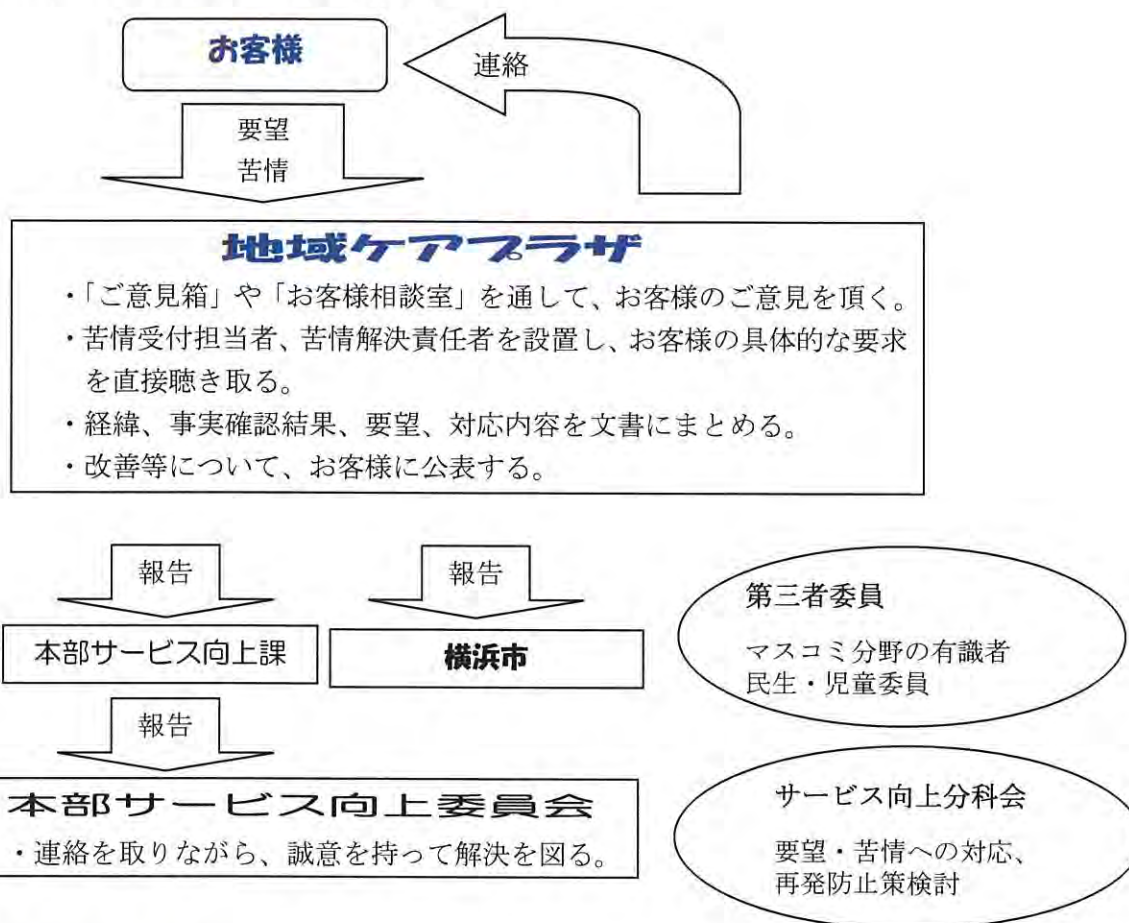 お客様
連絡
要望
苦情
地域ケアプラザ
・「ご意見箱」や「お客様相談室」を通して、お客様のご意見を頂く。
・苦情受付担当者、苦情解決責任者を設置し、お客様の具体的な要求
を直接聴き取る。
・経緯、事実確認結果、要望、対応内容を文書にまとめる。
・改善等について、お客様に公表する。
報告
報告
本部サービス向上課
横浜市
第三者委員
マスコミ分野の有識者
民生・児童委員
報告
本部サービス向上委員会
・連絡を取りながら、誠意を持って解決を図る。
サービス向上分科会
要望・苦情への対応、
再発防止策検討